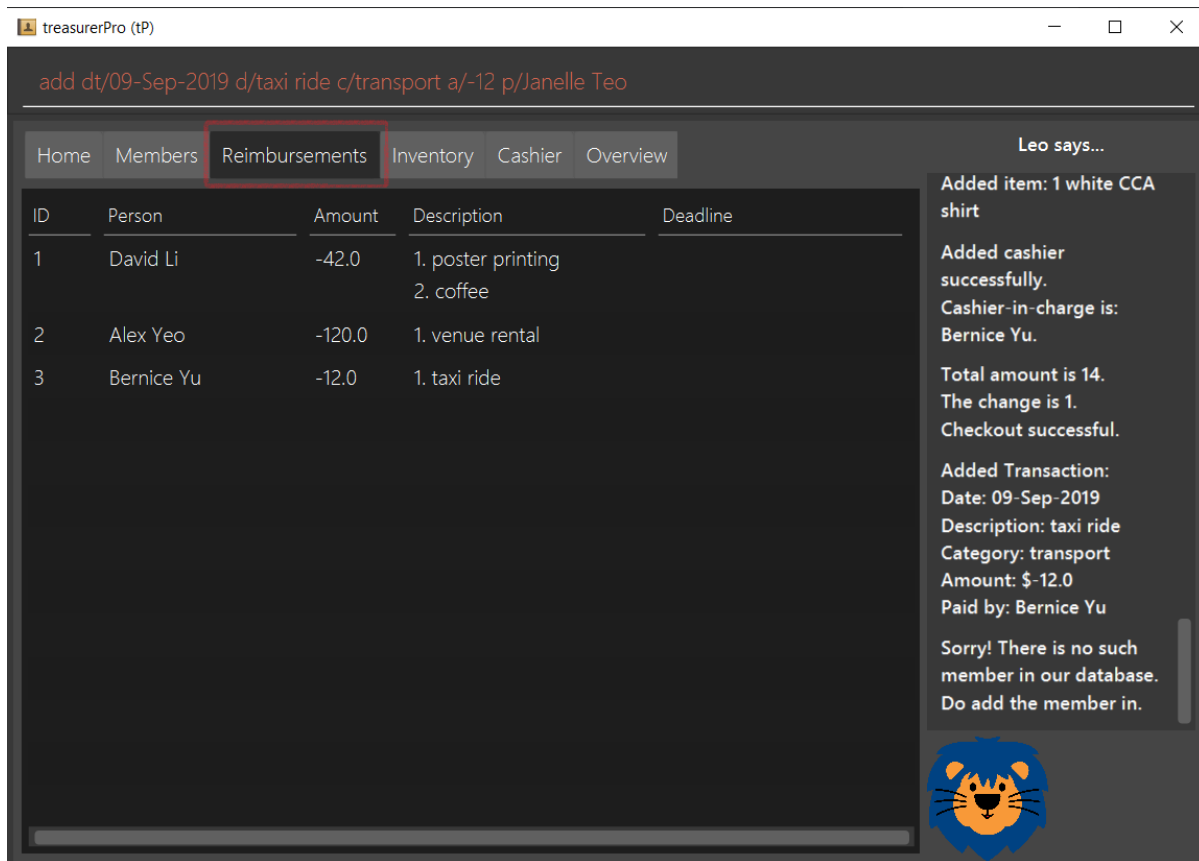 treasurerPro (tP)
add dt/09-Sep-2019 d/taxi ride c/transport a/-12 p/Janelle Teo
Home Members Reimbursements Inventory Cashier Overview
ID Person Amount Description Deadline
1 David Li -42.0 1. poster printing
2. coffee
2 Alex Yeo -120.0 1. venue rental
3 Bernice Yu -12.0 1. taxi ride
Leo says...
Added item: 1 white CCA
shirt
Added cashier
successfully.
Cashier-in-charge is:
Bernice Yu.
Total amount is 14.
The change is 1.
Checkout successful.
Added Transaction:
Date: 09-Sep-2019
Description: taxi ride
Category: transport
Amount: $-12.0
Paid by: Bernice Yu
Sorry! There is no such
member in our database.
Do add the member in.